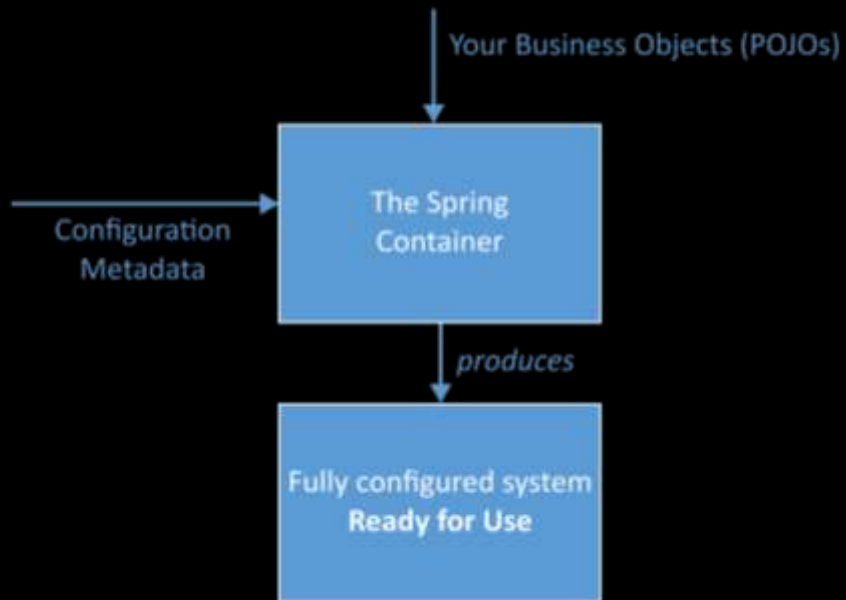 Your Business Objects (POJOs)
The Spring
Container
Configuration
Metadata
produces
Fully configured system
Ready for Use